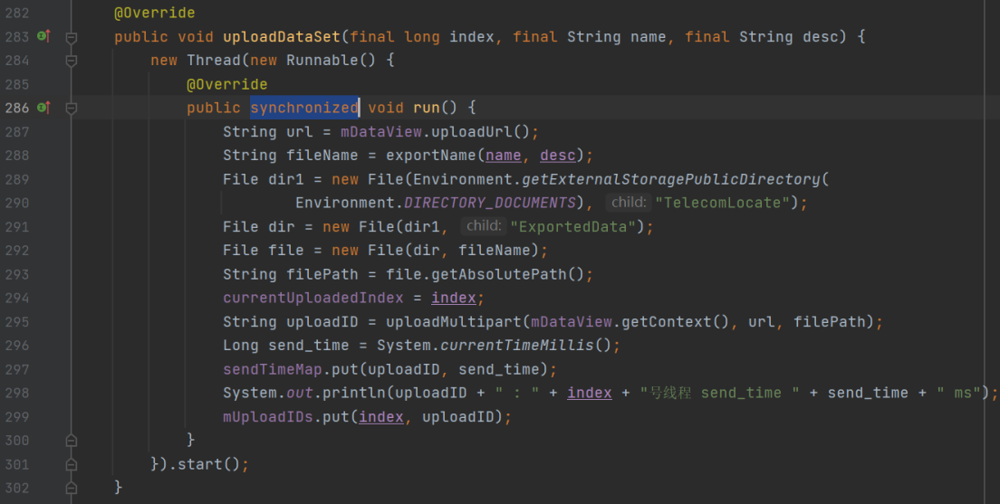 282 @Override
283 public void uploadDataSet(final long index, final String name, final String desc) {
284 new Thread(new Runnable() {
285 @Override
286 public synchronized void run() {
287 String url = mDataView.uploadUrl();
288 String fileName = exportName(name, desc);
289 File dir1 = new File(Environment.getExternalStoragePublicDirectory(
290 Environment.DIRECTORY_DOCUMENTS), child: "TelecomLocate");
291 File dir = new File(dir1, child: "ExportedData");
292 File file = new File(dir, fileName);
293 String filePath = file.getAbsolutePath();
294 currentUploadedIndex = index;
295 String uploadID = uploadMultipart(mDataView.getContext(), url, filePath);
296 Long send_time = System.currentTimeMillis();
297 sendTimeMap.put(uploadID, send_time);
298 System.out.println(uploadID + " : " + index + "号线程 send_time " + send_time + " ms");
299 mUploadIDs.put(index, uploadID);
300 }
301 }).start();
302 }